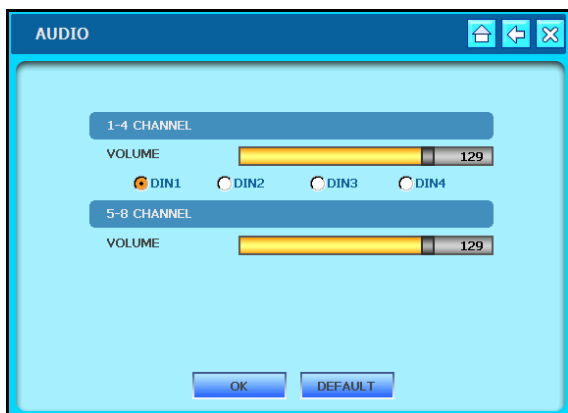 AUDIO
1-4 CHANNEL
VOLUME 129
DIN1 DIN2 DIN3 DIN4
5-8 CHANNEL
VOLUME 129
OK DEFAULT